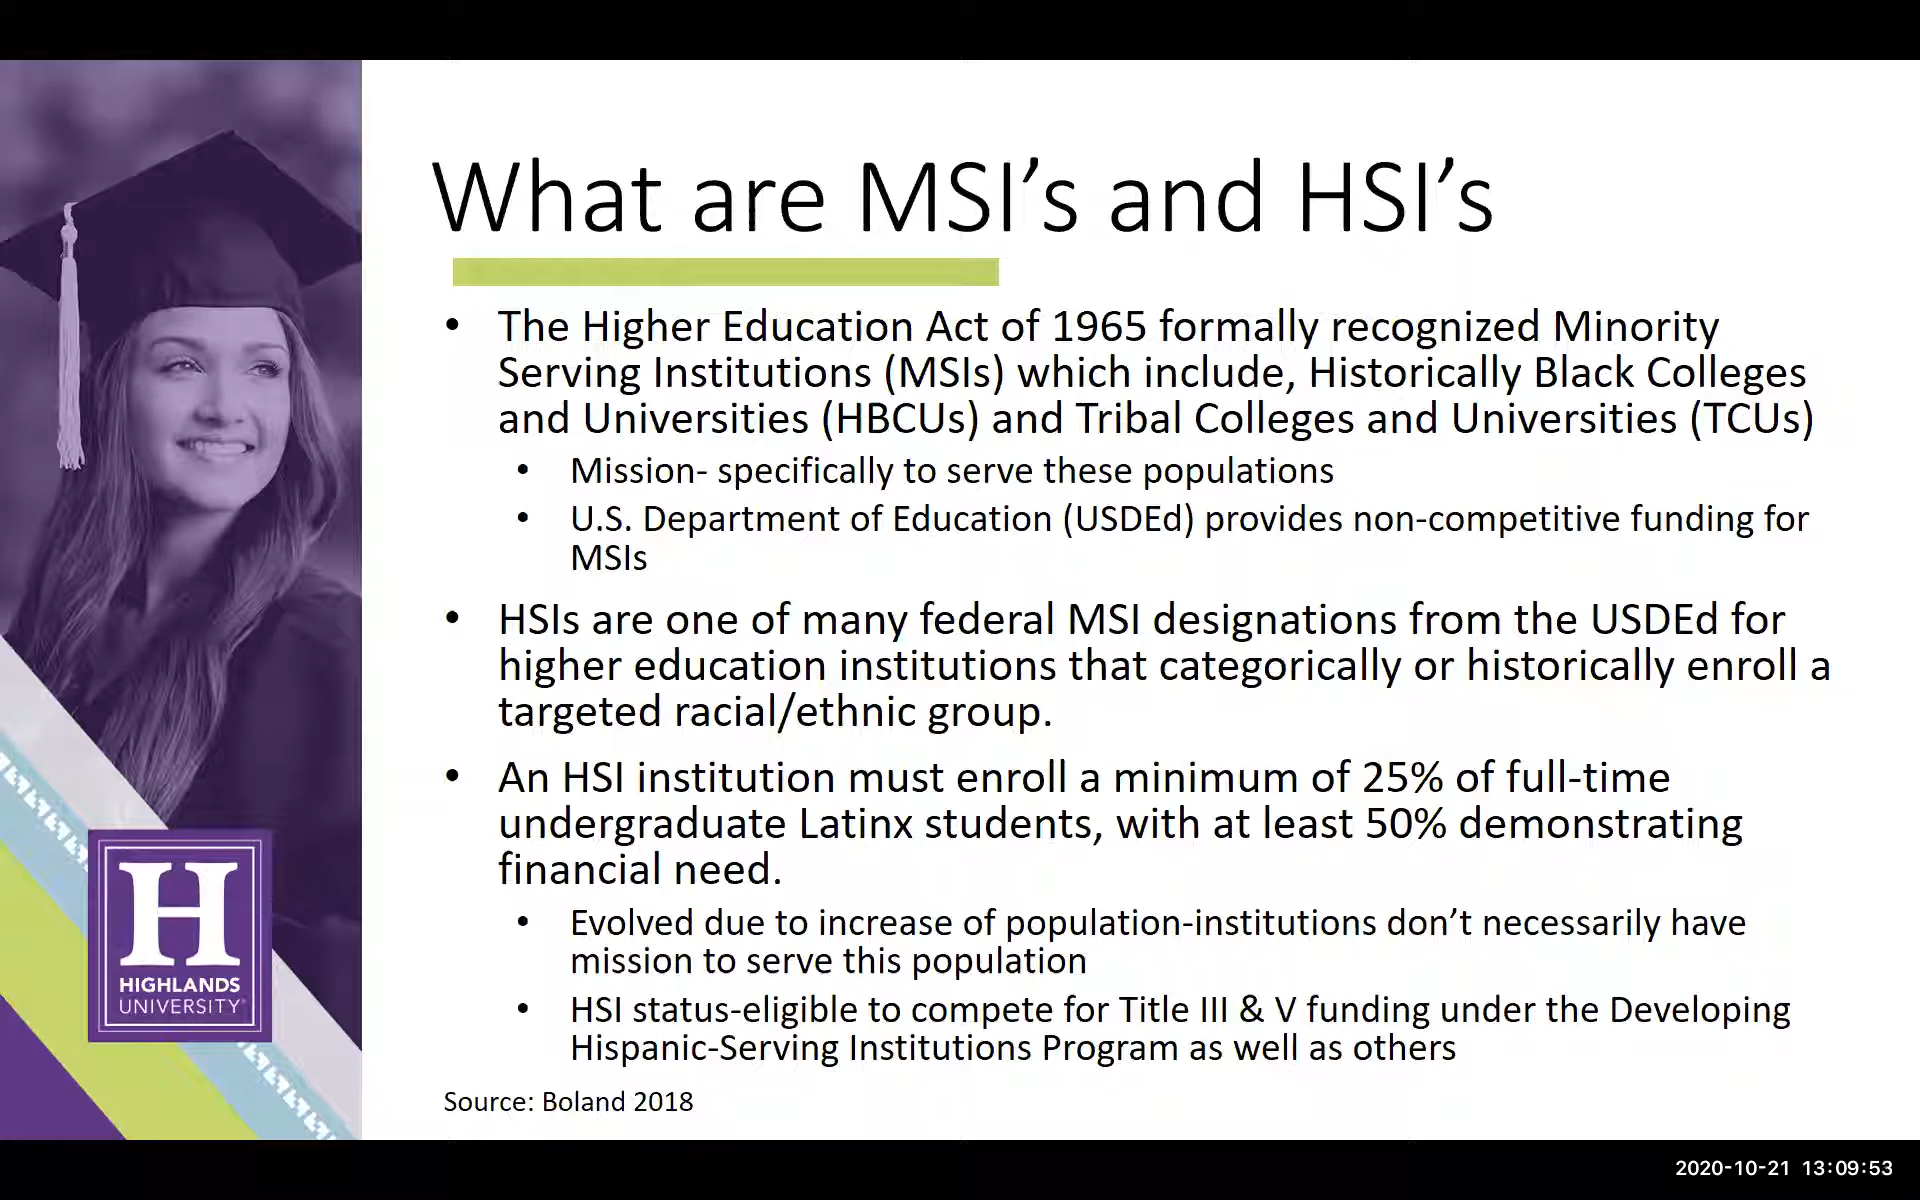 What are MSI’s and HSI’s
• The Higher Education Act of 1965 formally recognized Minority
Serving Institutions (MSIs) which include, Historically Black Colleges
and Universities (HBCUs) and Tribal Colleges and Universities (TCUs)
• Mission- specifically to serve these populations
• U.S. Department of Education (USDEd) provides non-competitive funding for
MSIs
• HSIs are one of many federal MSI designations from the USDEd for
higher education institutions that categorically or historically enroll a
targeted racial/ethnic group.
• An HSI institution must enroll a minimum of 25% of full-time
undergraduate Latinx students, with at least 50% demonstrating
financial need.
• Evolved due to increase of population-institutions don’t necessarily have
mission to serve this population
• HSI status-eligible to compete for Title III & V funding under the Developing
Hispanic-Serving Institutions Program as well as others
Source: Boland 2018
H
HIGHLANDS
UNIVERSITY
2020-10-21 13:09:53